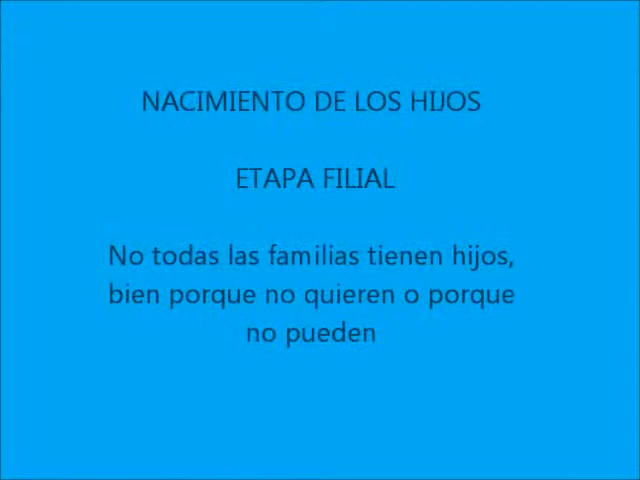 NACIMIENTO DE LOS HIJOS
ETAPA FILIAL
No todas las familias tienen hijos,
bien porque no quieren o porque
no pueden